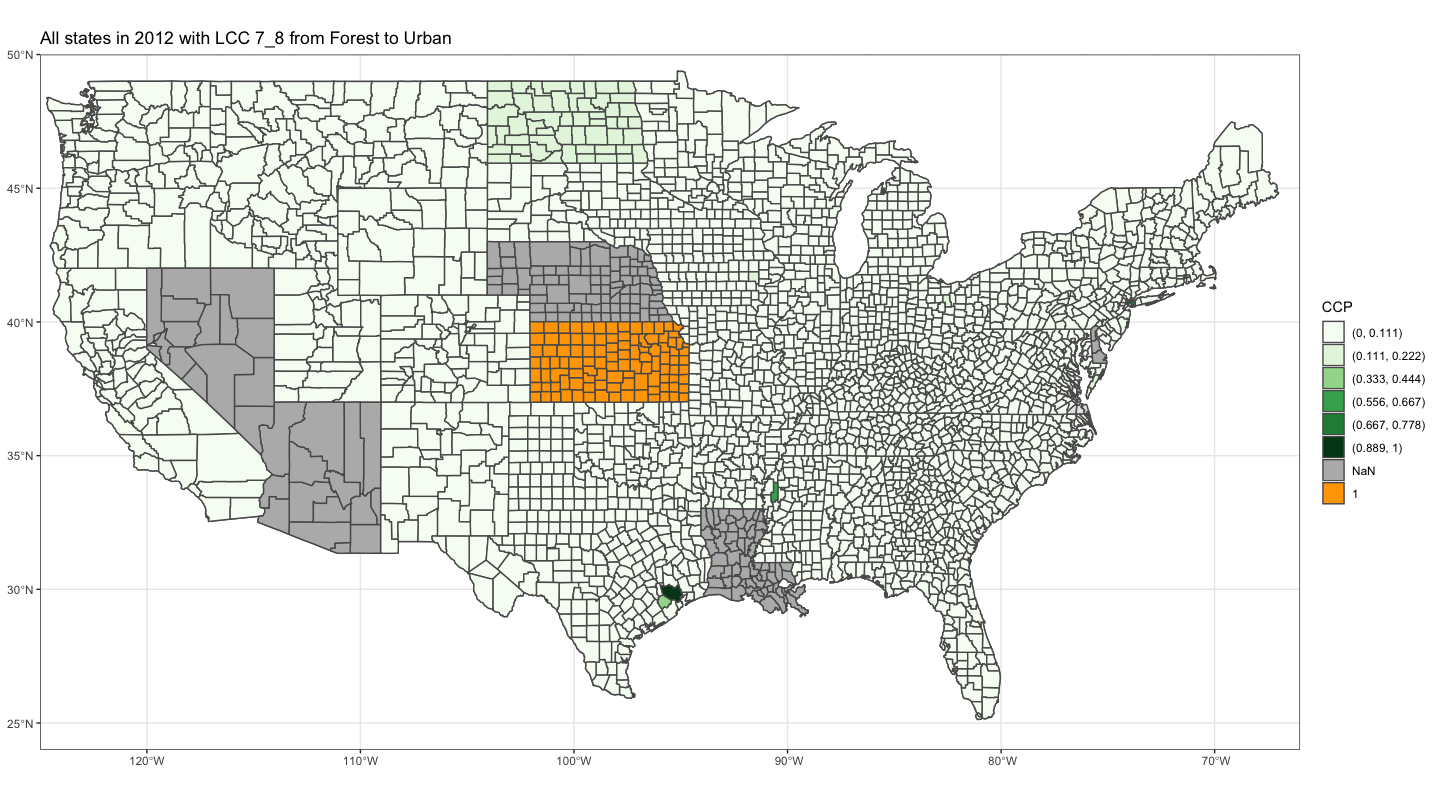 All states in 2012 with LCC 7_8 from Forest to Urban
50°N
45°N
40°N
35°N
30°N
25°N
120°W
110°W
100°W
90°W
80°W
70°W
CCP
(0, 0.111)
(0.111, 0.222)
(0.333, 0.444)
(0.556, 0.667)
(0.667, 0.778)
(0.889, 1)
NaN
1